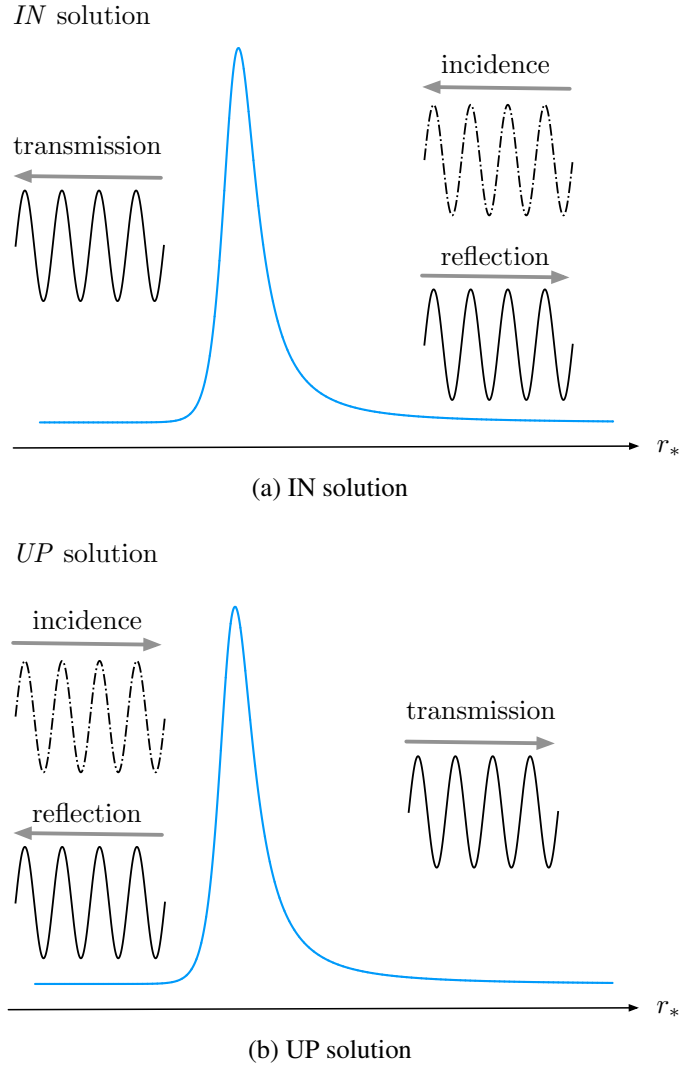 IN solution
incidence
transmission
reflection
r*
(a) IN solution
UP solution
incidence
transmission
reflection
r*
(b) UP solution